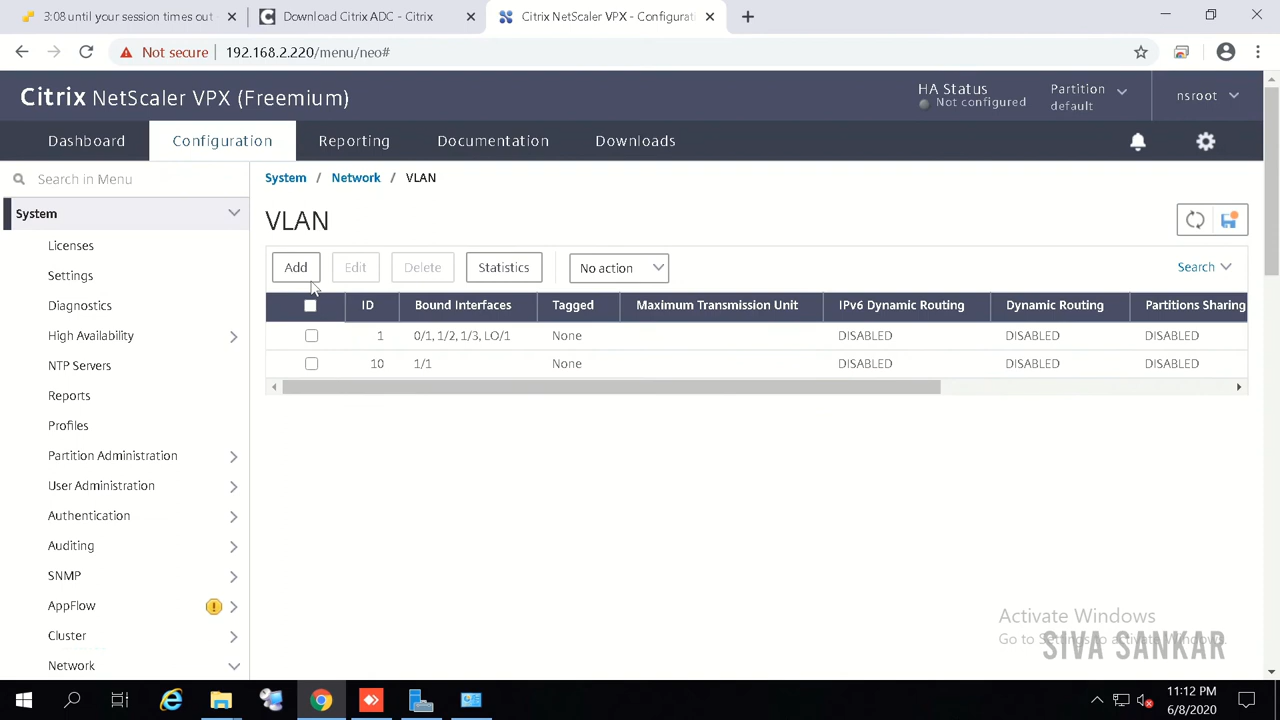 3:08 until your session times out
Download Citrix ADC - Citrix
Citrix NetScaler VPX - Configurati
Not secure
192.168.2.220/menu/neo#
Citrix NetScaler VPX (Freemium)
HA Status
Not configured
Partition
default
nsroot
Dashboard
Configuration
Reporting
Documentation
Downloads
Search in Menu
System
Licenses
Settings
Diagnostics
High Availability
NTP Servers
Reports
Profiles
Partition Administration
User Administration
Authentication
Auditing
SNMP
AppFlow
Cluster
Network
System / Network / VLAN
VLAN
Add
Edit
Delete
Statistics
No action
Search
ID Bound Interfaces Tagged Maximum Transmission Unit IPv6 Dynamic Routing Dynamic Routing Partitions Sharing
1 0/1, 1/2, 1/3, LO/1 None DISABLED DISABLED DISABLED
10 1/1 None DISABLED DISABLED DISABLED
Activate Windows
Go to Settings to activate Windows.
SIVA SANKAR
11:12 PM
6/8/2020